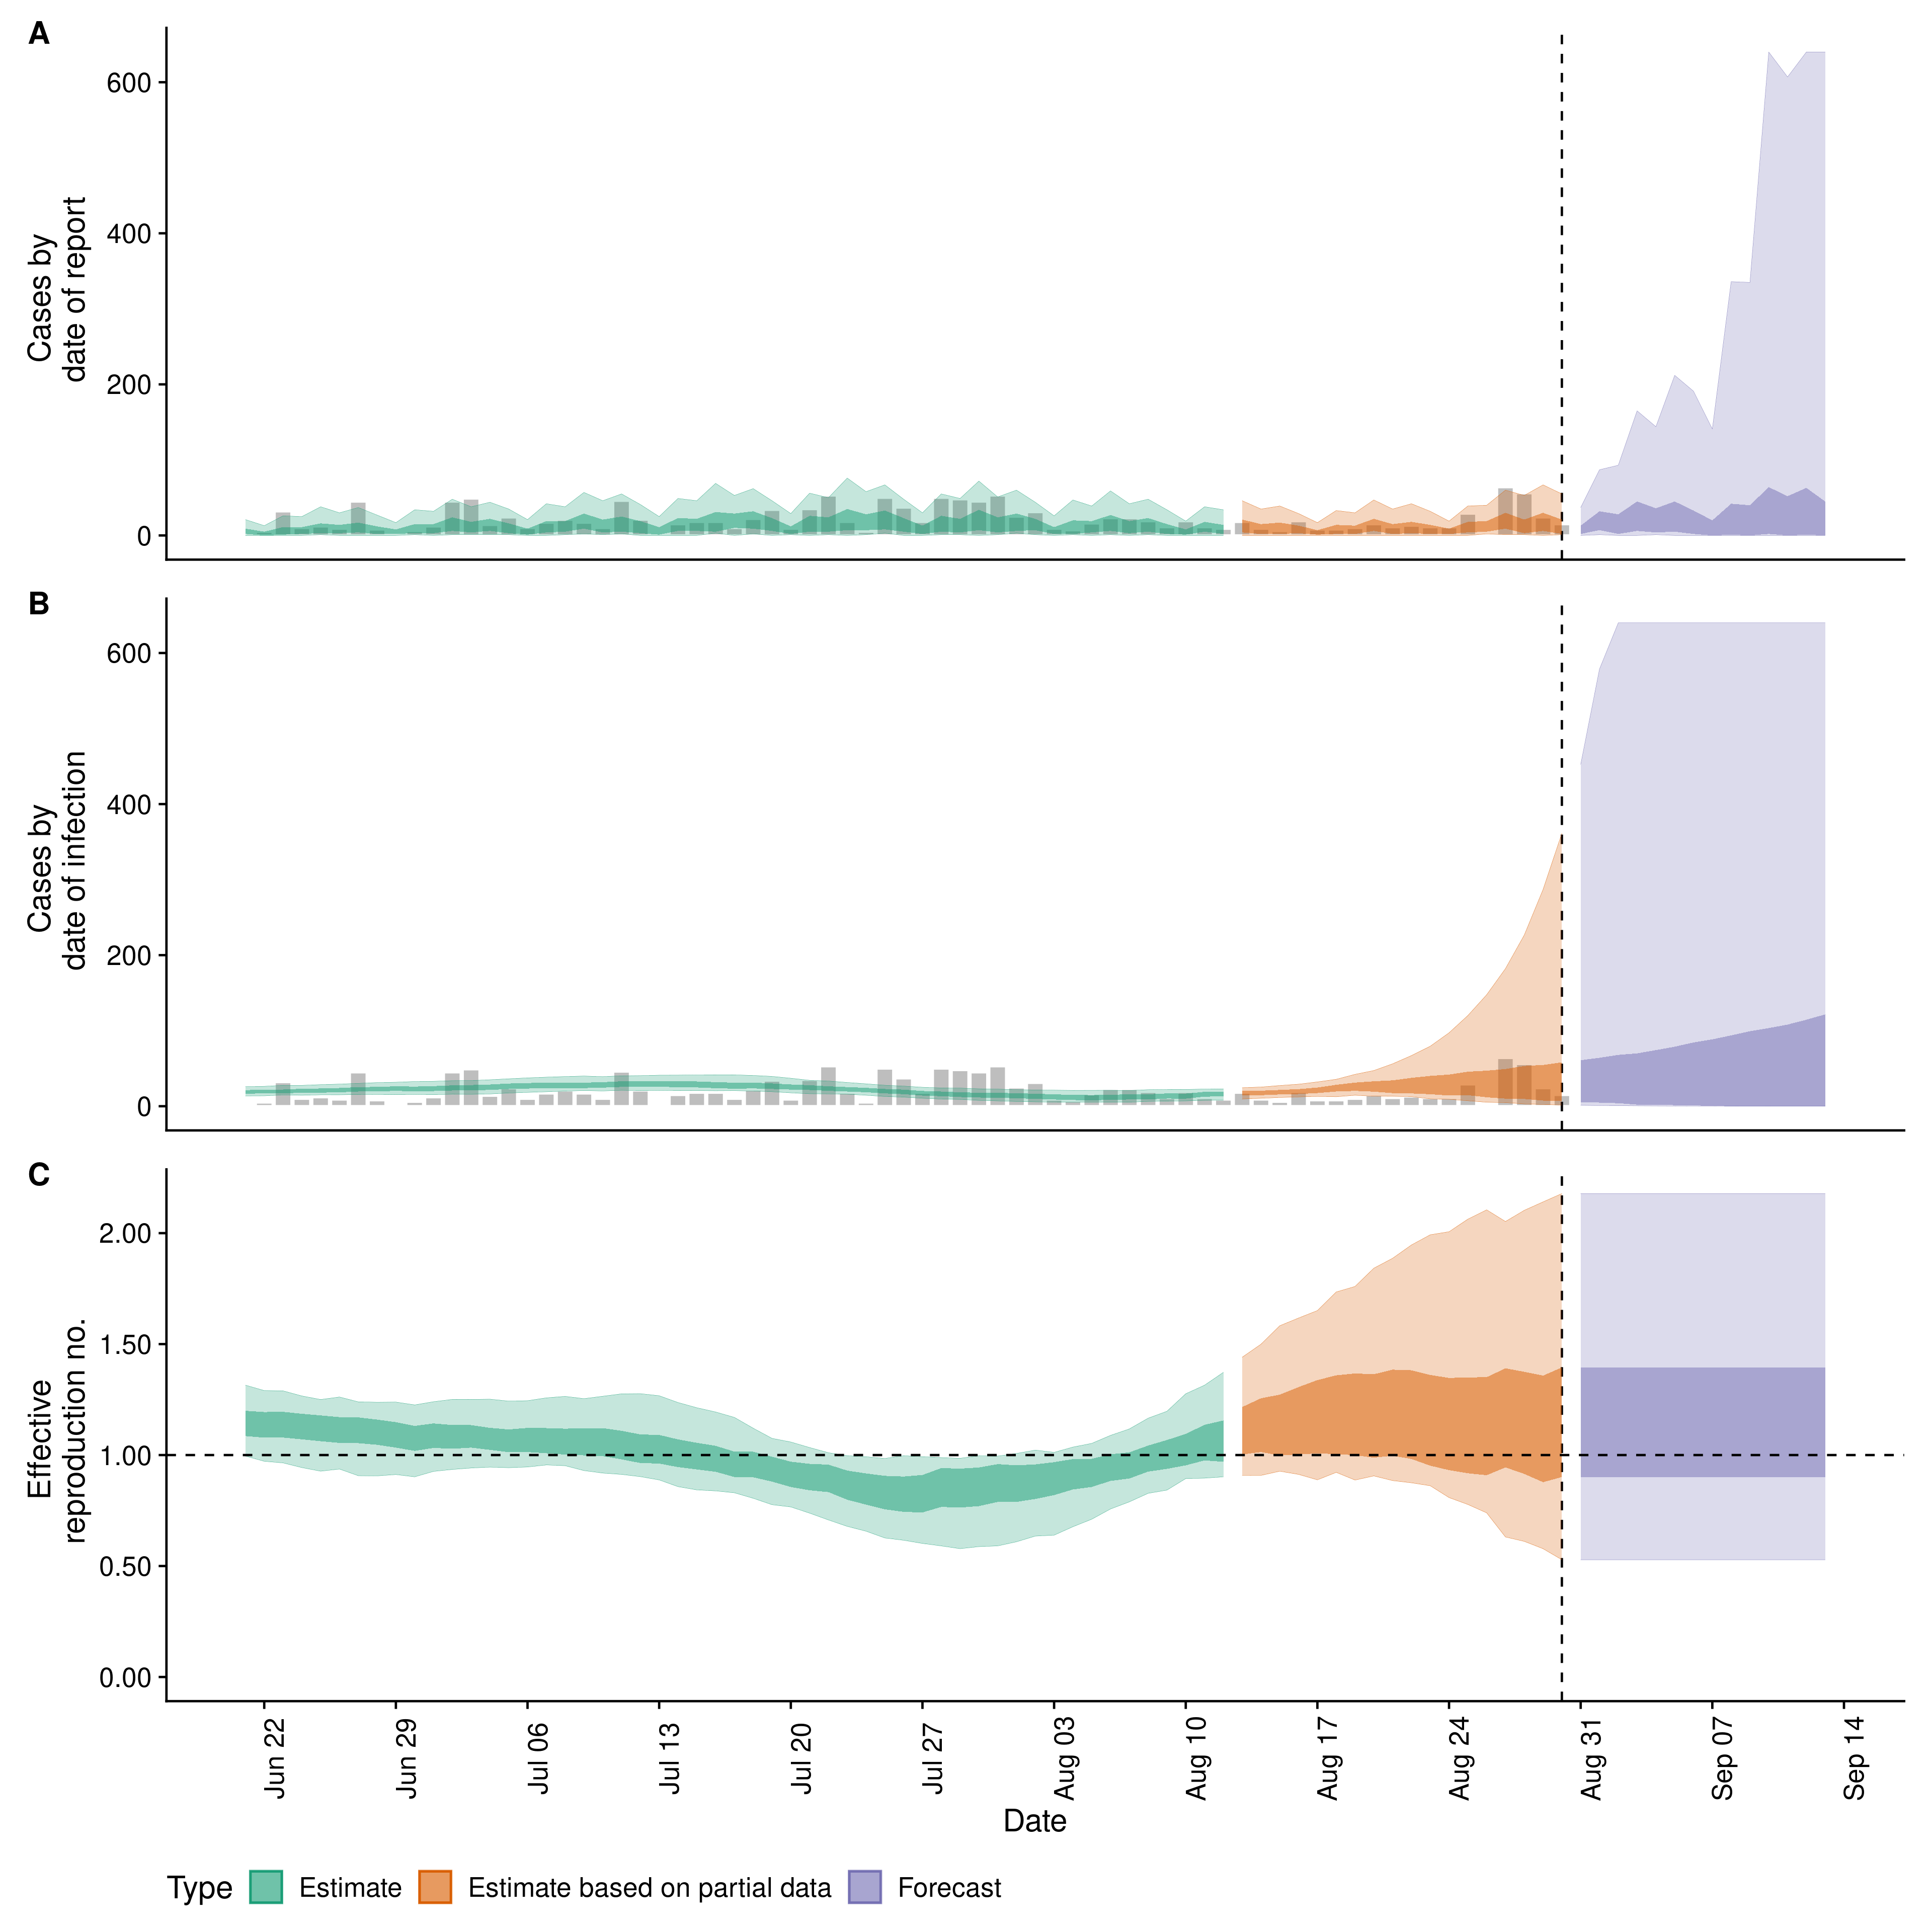 A
600
400
200
0
Cases by
date of report
B
600
400
200
0
Cases by
date of infection
C
2.00
1.50
1.00
0.50
0.00
Effective
reproduction no.
Jun 22
Jun 29
Jul 06
Jul 13
Jul 20
Jul 27
Aug 03
Aug 10
Aug 17
Aug 24
Aug 31
Sep 07
Sep 14
Date
Type Estimate Estimate based on partial data Forecast